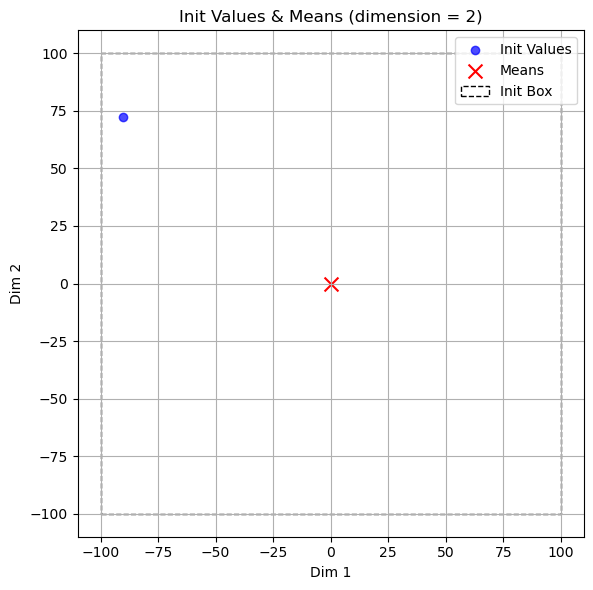 Init Values & Means (dimension = 2)
Init Values
Means
Init Box
100
75
50
25
0
−25
−50
−75
−100
Dim 2
−100 −75 −50 −25 0 25 50 75 100
Dim 1